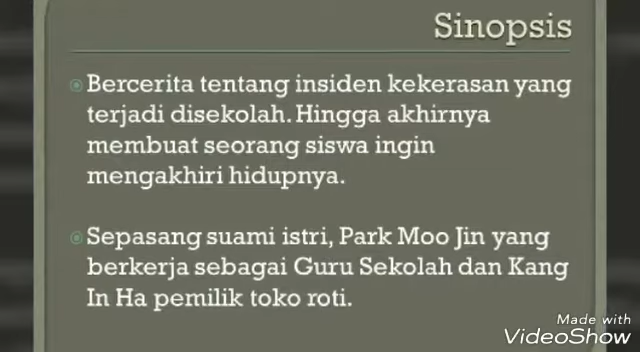 Sinopsis
Bercerita tentang insiden kekerasan yang
terjadi disekolah. Hingga akhirnya
membuat seorang siswa ingin
mengakhiri hidupnya.
Sepasang suami istri, Park Moo Jin yang
berkerja sebagai Guru Sekolah dan Kang
In Ha pemilik toko roti.
Made with
VideoShow